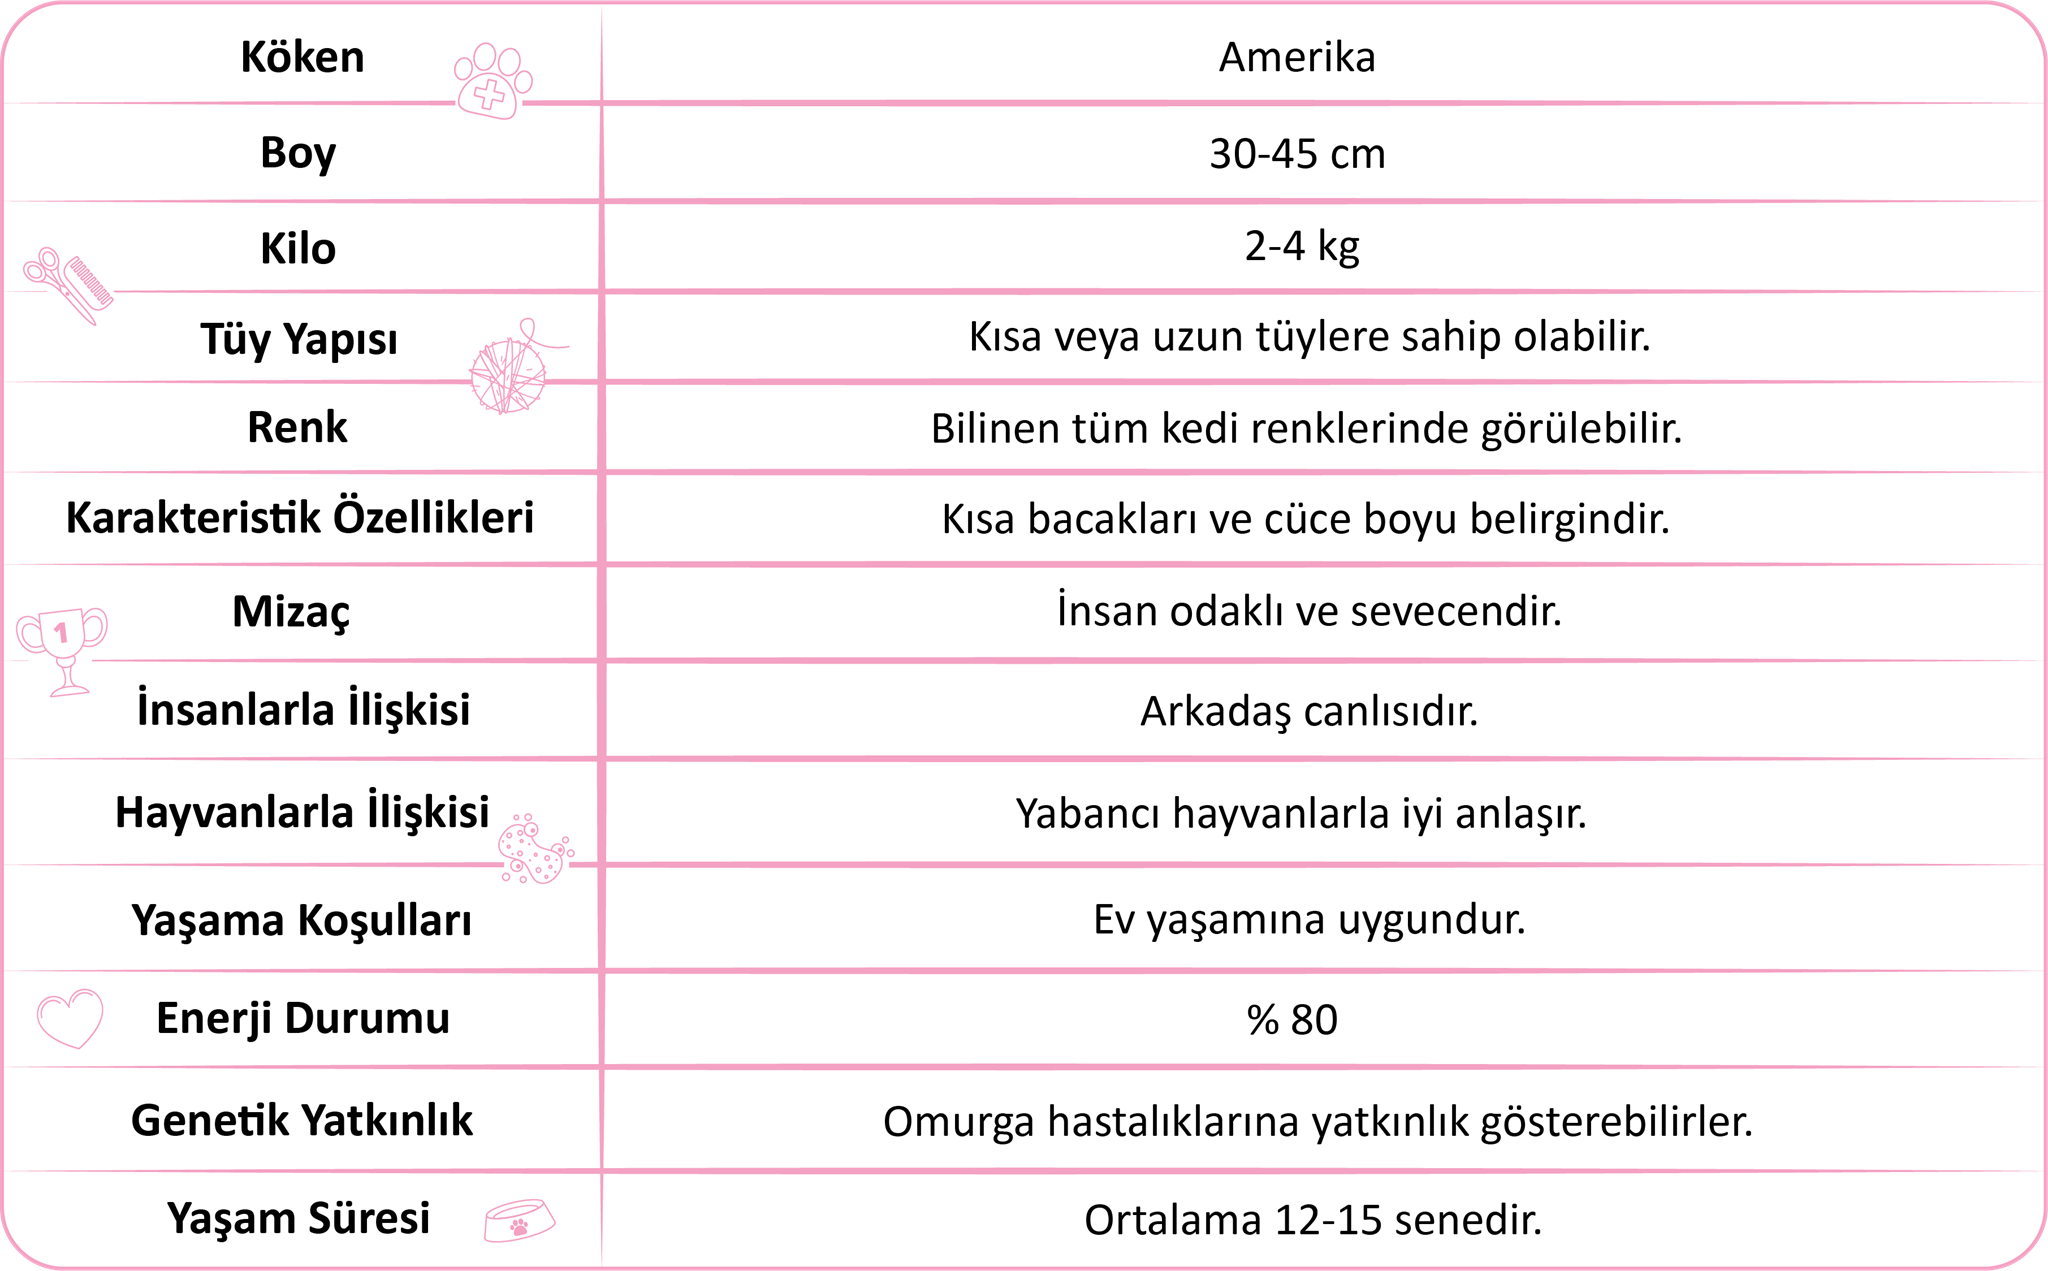 Köken
Amerika
Boy
30-45 cm
Kilo
2-4 kg
Tüy Yapısı
Kısa veya uzun tüylere sahip olabilir.
Renk
Bilinen tüm kedi renklerinde görülebilir.
Karakteristik Özellikleri
Kısa bacakları ve cüce boyu belirgindir.
Mizaç
İnsan odaklı ve sevecendir.
1
İnsanlarla İlişkisi
Arkadaş canlısıdır.
Hayvanlarla İlişkisi
Yabancı hayvanlarla iyi anlaşır.
Yaşama Koşulları
Ev yaşamına uygundur.
Enerji Durumu
% 80
Genetik Yatkınlık
Omurga hastalıklarına yatkınlık gösterebilirler.
Yaşam Süresi
Ortalama 12-15 senedir.